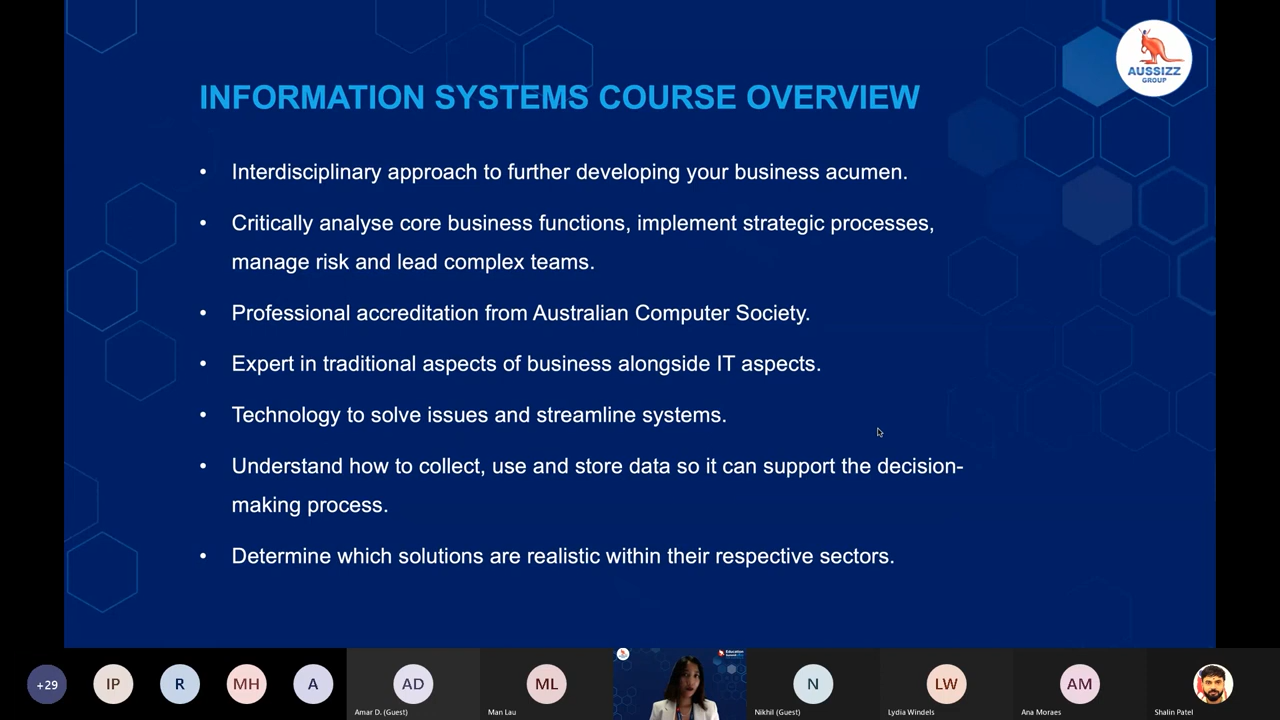 AUSSIZZ
GROUP
INFORMATION SYSTEMS COURSE OVERVIEW
• Interdisciplinary approach to further developing your business acumen.
• Critically analyse core business functions, implement strategic processes,
manage risk and lead complex teams.
• Professional accreditation from Australian Computer Society.
• Expert in traditional aspects of business alongside IT aspects.
• Technology to solve issues and streamline systems.
• Understand how to collect, use and store data so it can support the decision-
making process.
• Determine which solutions are realistic within their respective sectors.
+29
IP
R
MH
A
AD
Amar D. (Guest)
ML
Man Lau
Education
N
Nikhil (Guest)
LW
Lydia Windels
AM
Ana Moraes
Shalin Patel